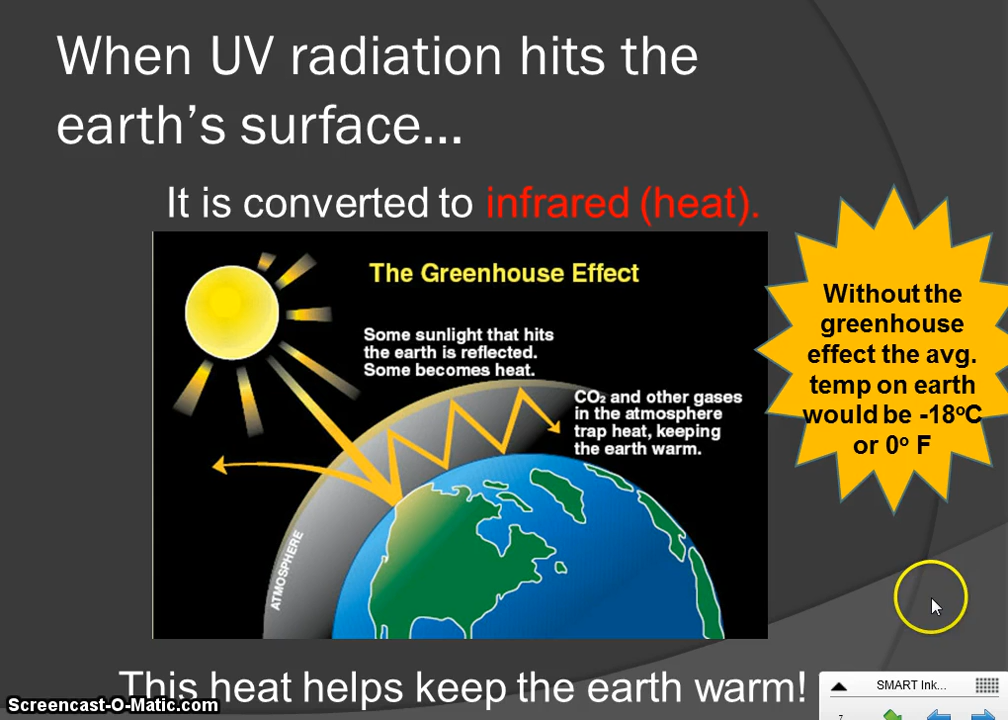 When UV radiation hits the
earth's surface...
It is converted to infrared (heat).
The Greenhouse Effect
Some sunlight that hits
the earth is reflected.
Some becomes heat.
CO₂ and other gases
in the atmosphere
trap heat, keeping
the earth warm.
ATMOSPHERE
Without the
greenhouse
effect the avg.
temp on earth
would be -18ºC
or 0º F
This heat helps keep the earth warm!
Screencast-O-Matic.com
SMART Ink...
7